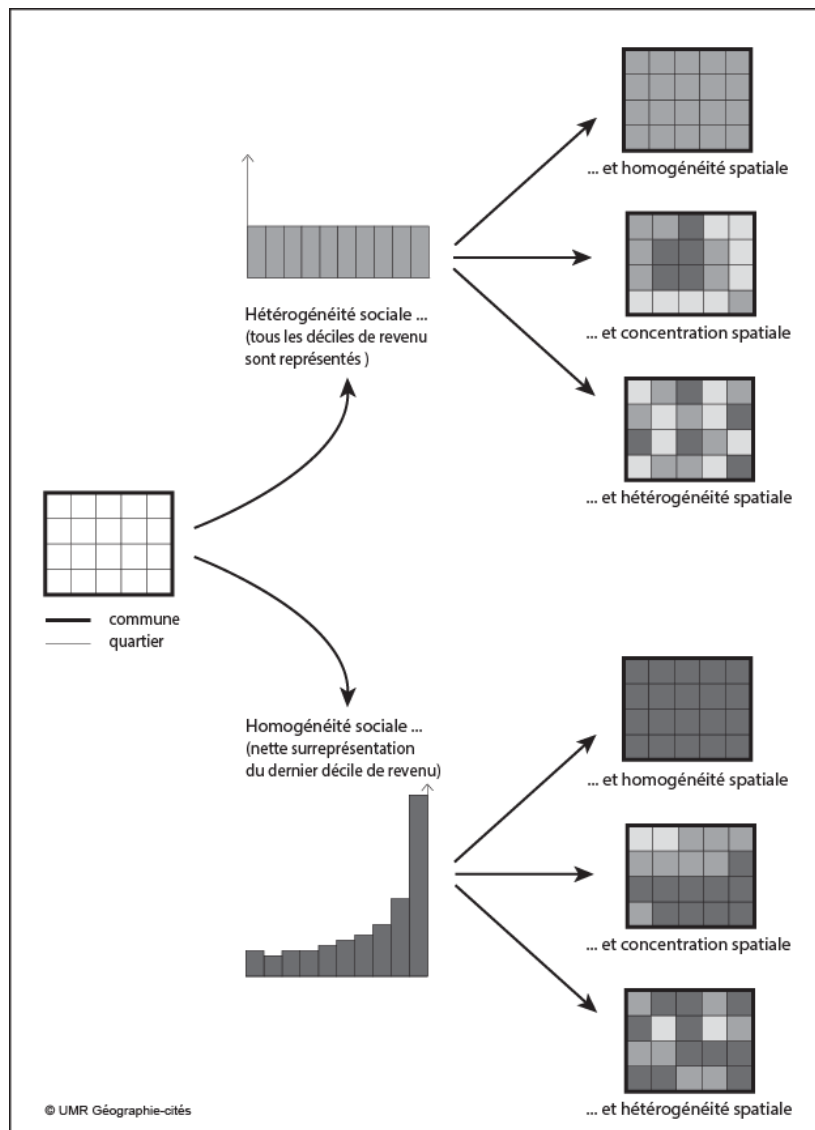 ... et homogénéité spatiale
Hétérogénéité sociale ...
(tous les déciles de revenu
sont représentés )
... et concentration spatiale
... et hétérogénéité spatiale
commune
quartier
Homogénéité sociale ...
(nette surreprésentation
du dernier décile de revenu)
... et homogénéité spatiale
... et concentration spatiale
... et hétérogénéité spatiale
© UMR Géographie-cités